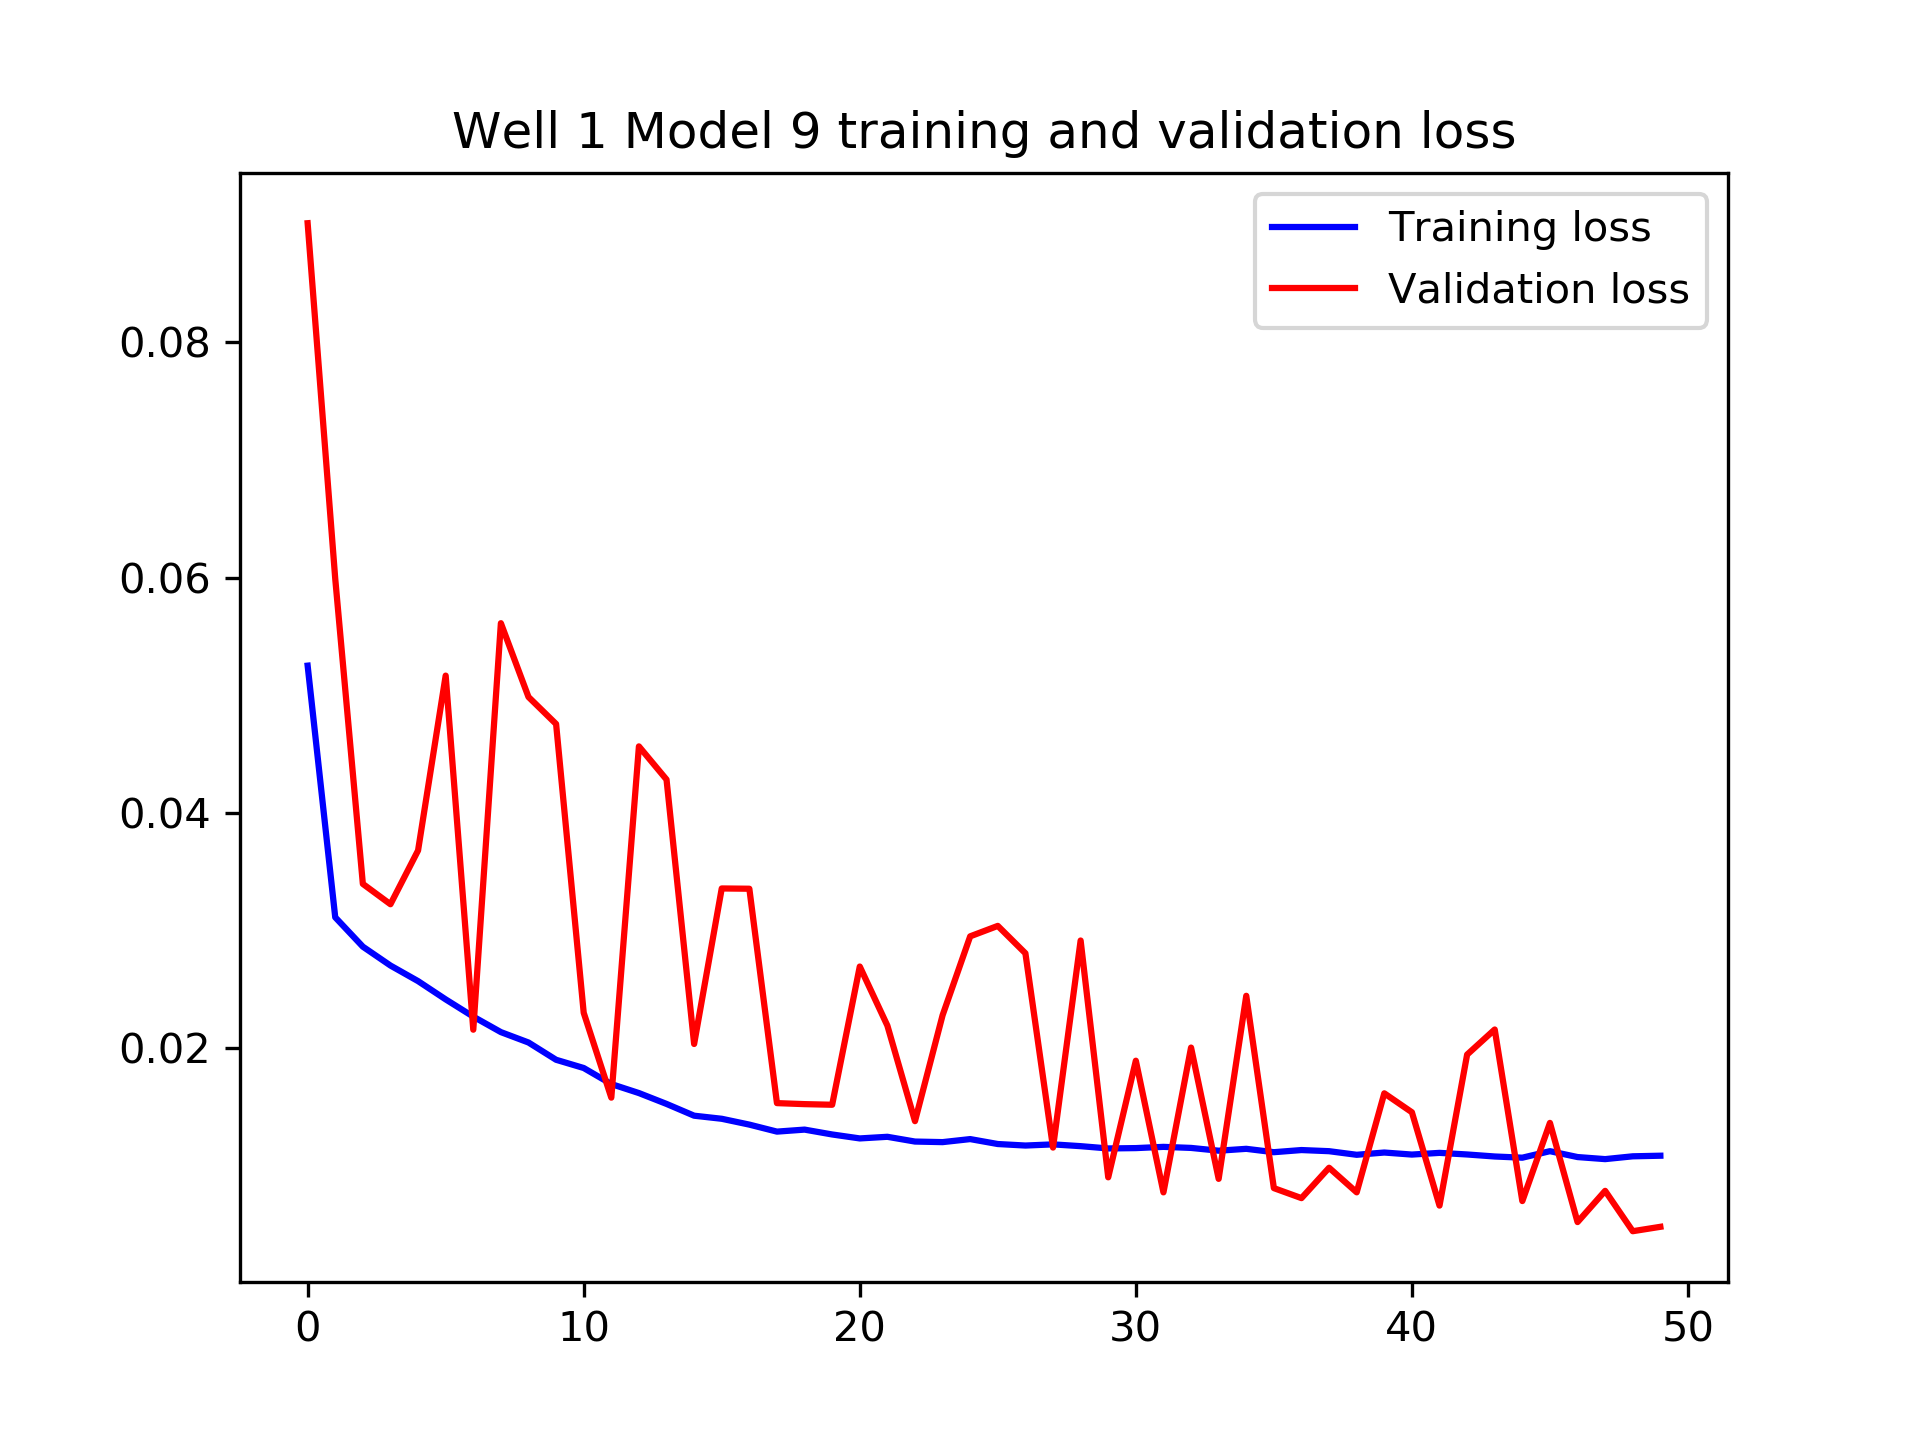 Well 1 Model 9 training and validation loss
Training loss
Validation loss
0.08
0.06
0.04
0.02
0 10 20 30 40 50